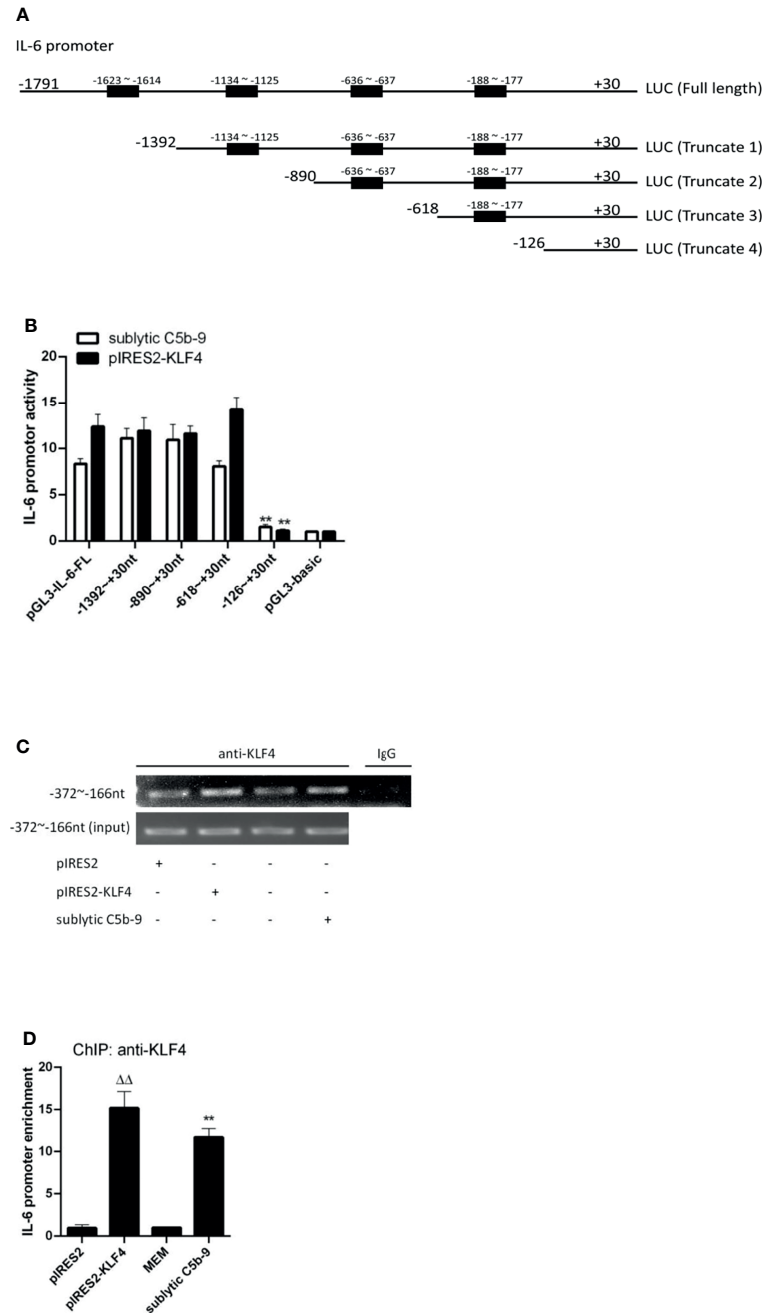 A
IL-6 promoter
-1791 -1623 ~ -1614 -1134 ~ -1125 -636 ~ -637 -188 ~ -177 +30 LUC (Full length)
-1392 -1134 ~ -1125 -636 ~ -637 -188 ~ -177 +30 LUC (Truncate 1)
-890 -636 ~ -637 -188 ~ -177 +30 LUC (Truncate 2)
-618 -188 ~ -177 +30 LUC (Truncate 3)
-126 +30 LUC (Truncate 4)
B
sublytic C5b-9
pIRES2-KLF4
IL-6 promotor activity
20
15
10
5
0
** **
pGL3-IL-6-FL
-1392~+30nt
-890~+30nt
-618~+30nt
-126~+30nt
pGL3-basic
C
anti-KLF4 IgG
-372~-166nt
-372~-166nt (input)
pIRES2 + - - -
pIRES2-KLF4 - + - -
sublytic C5b-9 - - - +
D
ChIP: anti-KLF4
IL-6 promoter enrichment
20
15
10
5
0
ΔΔ
**
pIRES2
pIRES2-KLF4
MEM
sublytic C5b-9